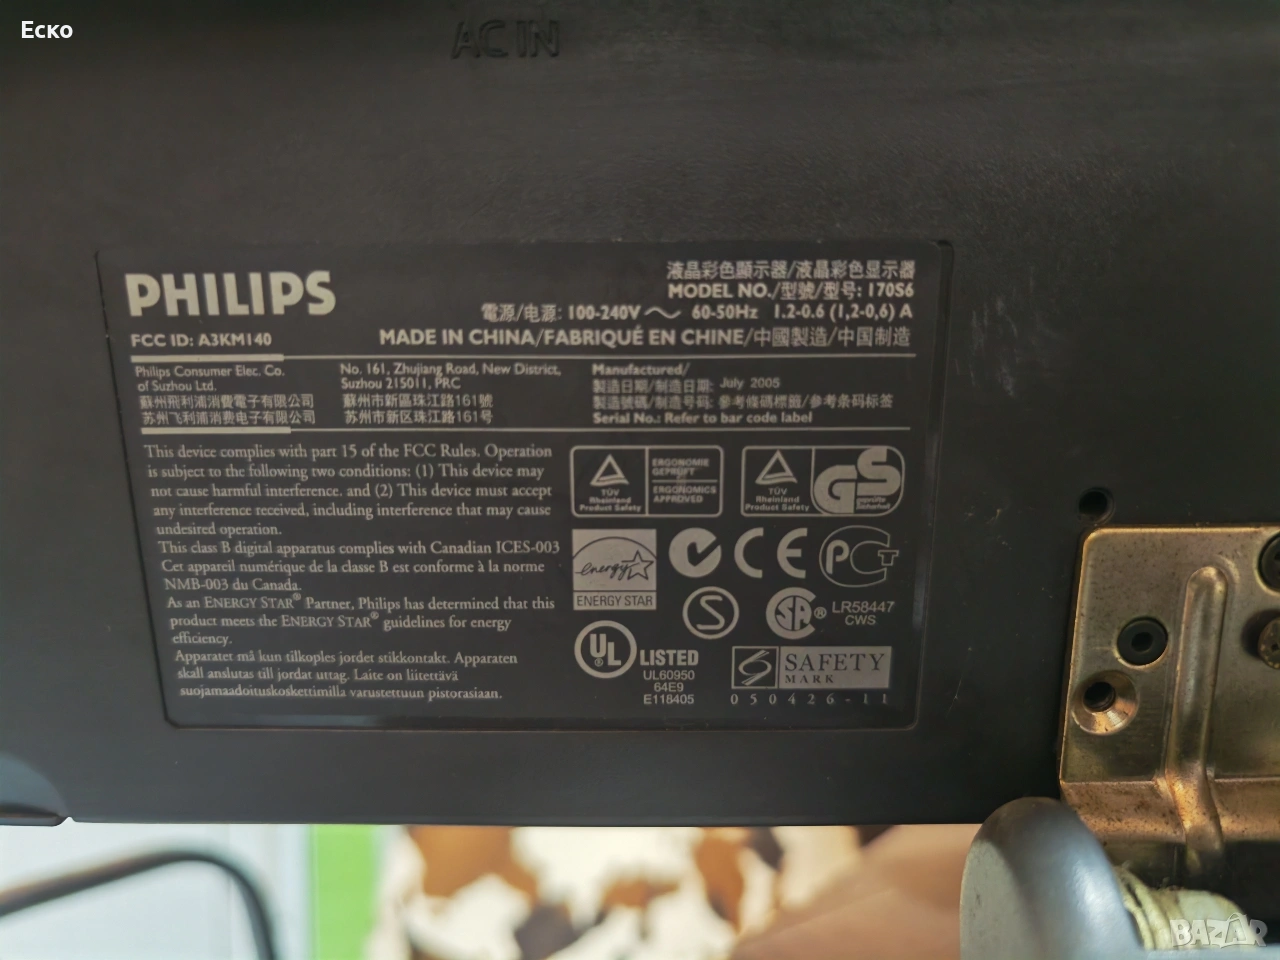 Ecko
AC IN
PHILIPS
液晶彩色顯示器/液晶彩色显示器
MODEL NO./型號/型号: 170S6
電源/电源: 100-240V ～ 60-50Hz 1.2-0.6 (1,2-0,6) A
FCC ID: A3KM140
MADE IN CHINA/FABRIQUÉ EN CHINE/中國製造/中国制造
Philips Consumer Elec. Co.
of Suzhou Ltd.
蘇州飛利浦消費電子有限公司
苏州飞利浦消费电子有限公司
No. 161, Zhujiang Road, New District,
Suzhou 215011, PRC
蘇州市新區珠江路161號
苏州市新区珠江路161号
Manufactured/
製造日期/制造日期: July 2005
製造號碼/制造号码: 參考條碼標籤/参考条码标签
Serial No.: Refer to bar code label
This device complies with part 15 of the FCC Rules. Operation
is subject to the following two conditions: (1) This device may
not cause harmful interference, and (2) This device must accept
any interference received, including interference that may cause
undesired operation.
This class B digital apparatus complies with Canadian ICES-003
Cet appareil numérique de la classe B est conforme à la norme
NMB-003 du Canada.
As an ENERGY STAR® Partner, Philips has determined that this
product meets the ENERGY STAR® guidelines for energy
efficiency.
Apparatet må kun tilkoples jordet stikkontakt. Apparaten
skall anslutas till jordat uttag. Laite on liitettävä
suojamaadoituskoskettimilla varustettuun pistorasiaan.
TÜV
Rheinland
Product Safety
ERGONOMIE
GEPRÜFT
ERGONOMICS
APPROVED
TÜV
Rheinland
Product Safety
GS
geprüfte
Sicherheit
energy
ENERGY STAR
CE
PCT
S
SA ®
LR58447
CWS
UL
LISTED
UL60950
64E9
E118405
SAFETY
MARK
050426-11
BAZAR